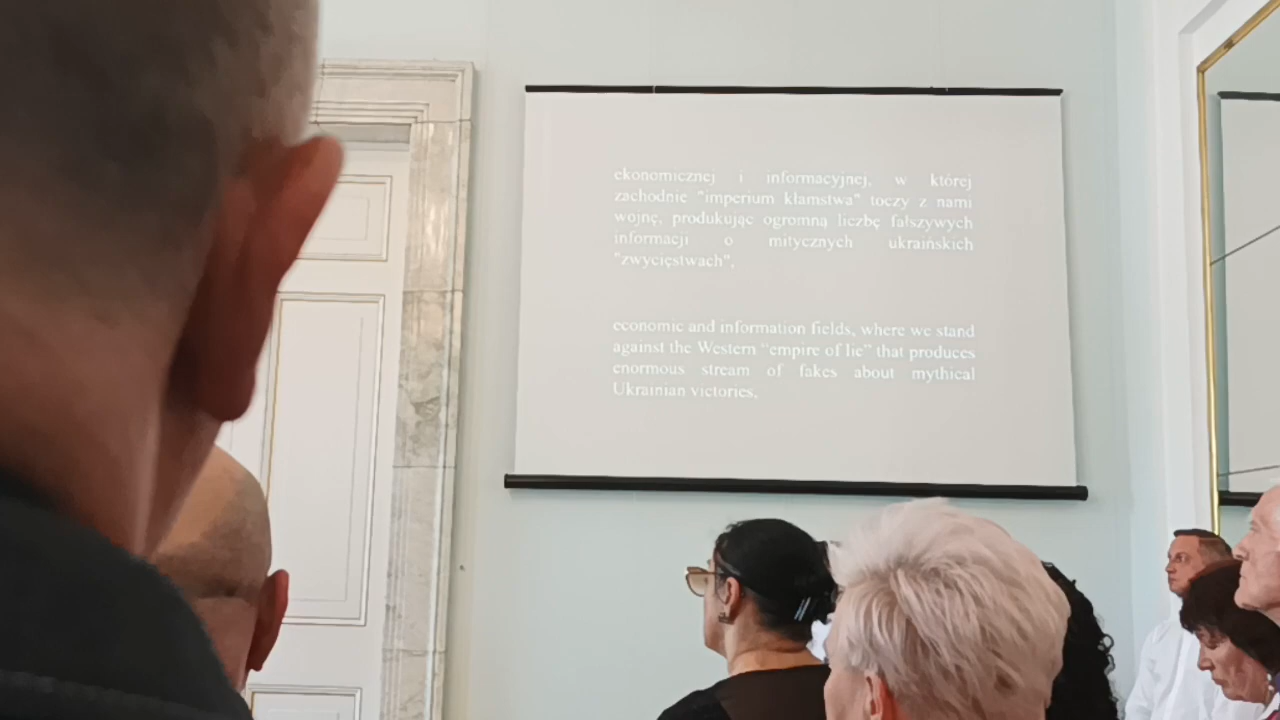 ekonomicznej i informacyjnej, w której
zachodnie "imperium kłamstwa" toczy z nami
wojnę, produkując ogromną liczbę fałszywych
informacji o mitycznych ukraińskich
"zwycięstwach",
economic and information fields, where we stand
against the Western “empire of lie” that produces
enormous stream of fakes about mythical
Ukrainian victories,